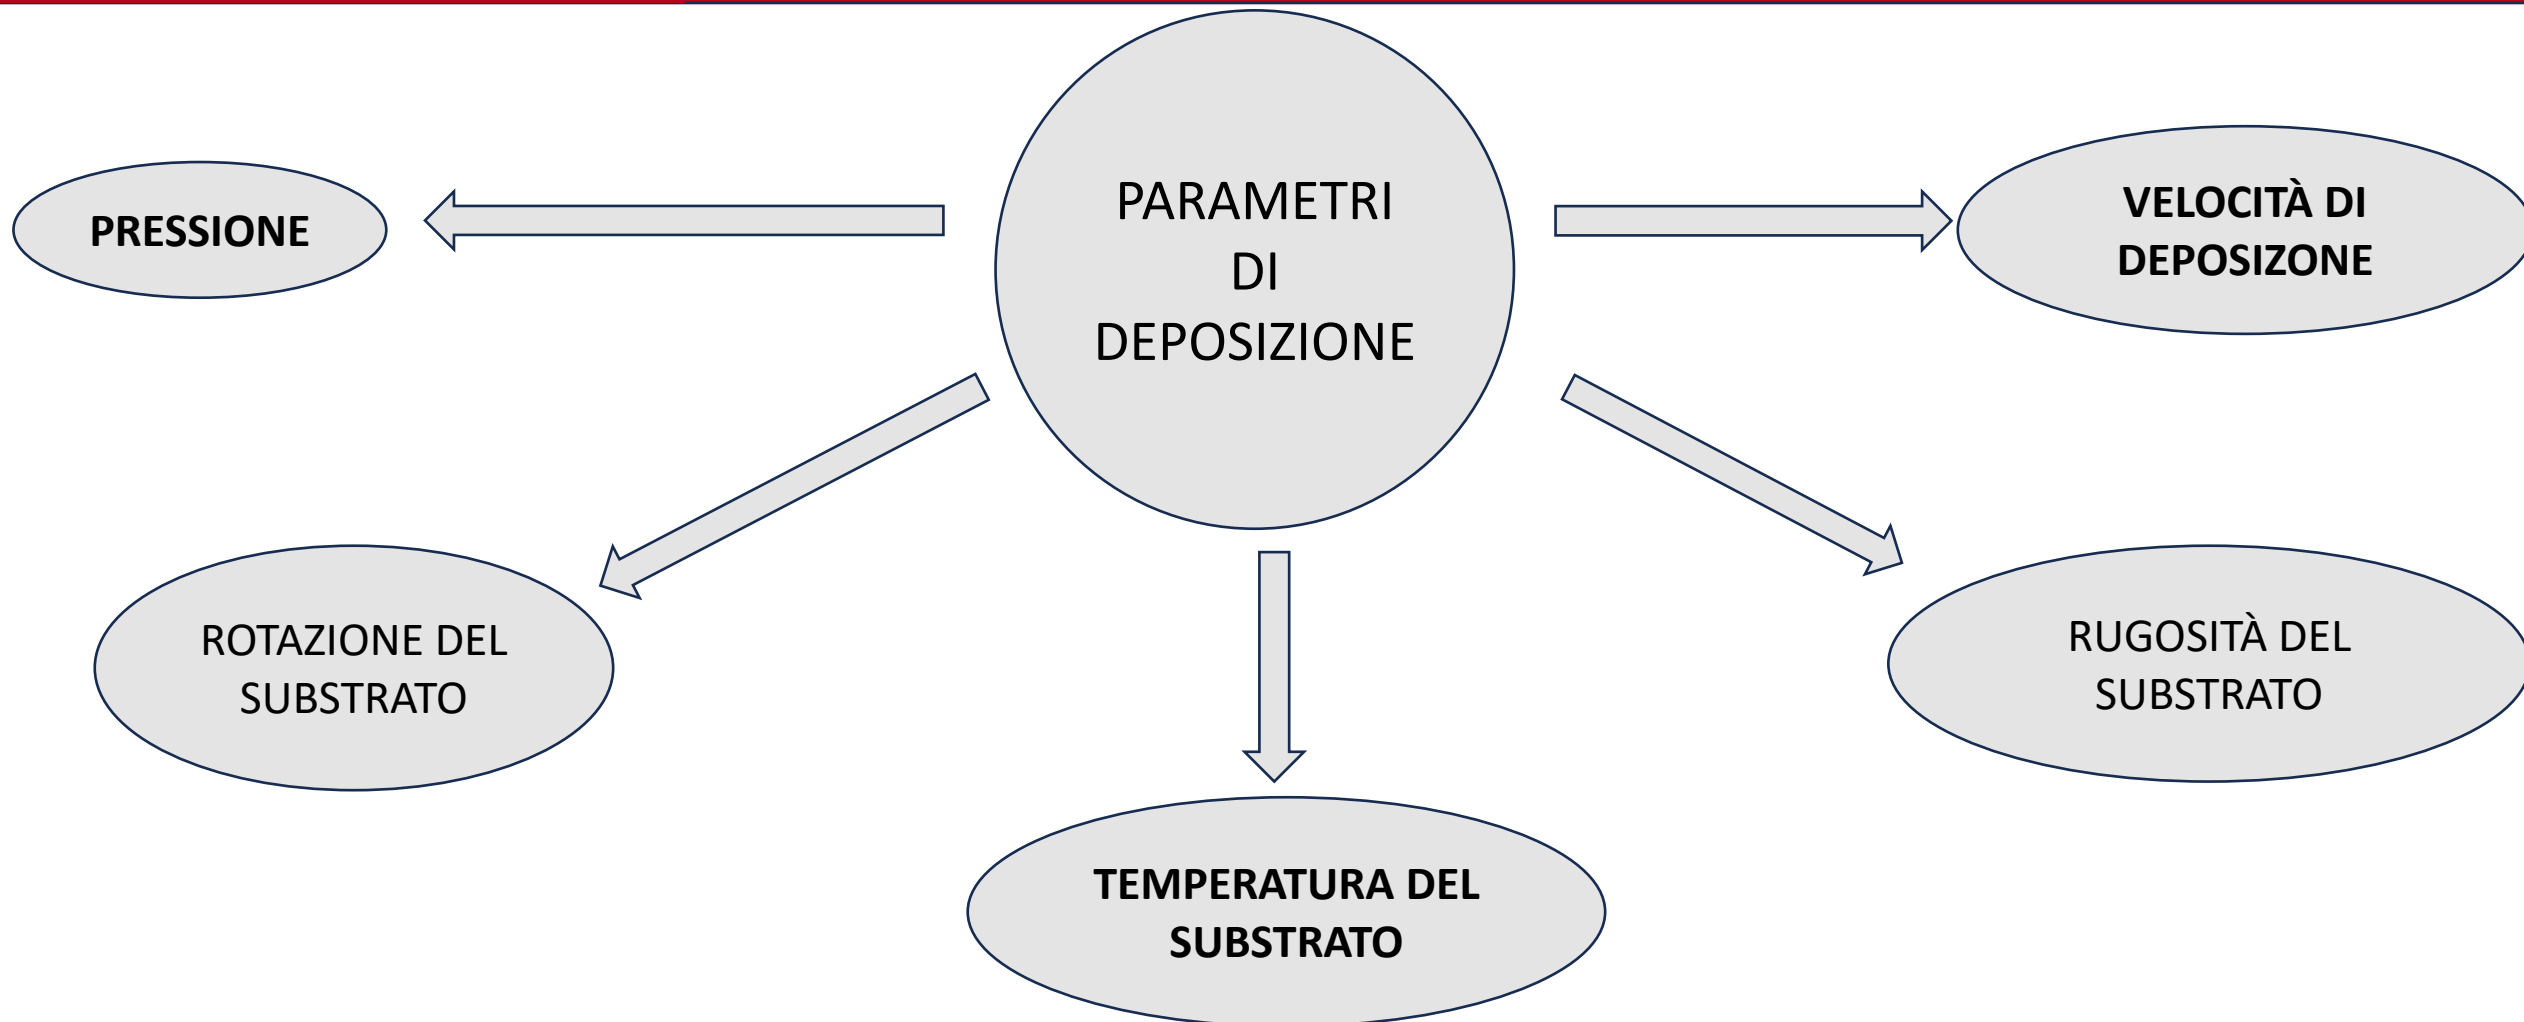 PARAMETRI
DI
DEPOSIZIONE
PRESSIONE
VELOCITÀ DI
DEPOSIZONE
ROTAZIONE DEL
SUBSTRATO
RUGOSITÀ DEL
SUBSTRATO
TEMPERATURA DEL
SUBSTRATO